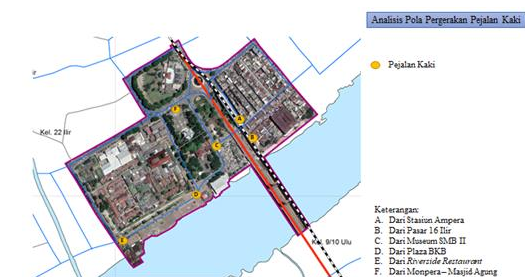 Analisis Pola Pergerakan Pejalan Kaki
Pejalan Kaki
ir
Kel. 22 Ilir
F
A
B
C
D
E
Kel. 9/10 Ulu
Keterangan:
A. Dari Stasiun Ampera
B. Dari Pasar 16 Ilir
C. Dari Museum SMB II
D. Dari Plaza BKB
E. Dari Riverside Restaurant
F. Dari Monpera – Masjid Agung